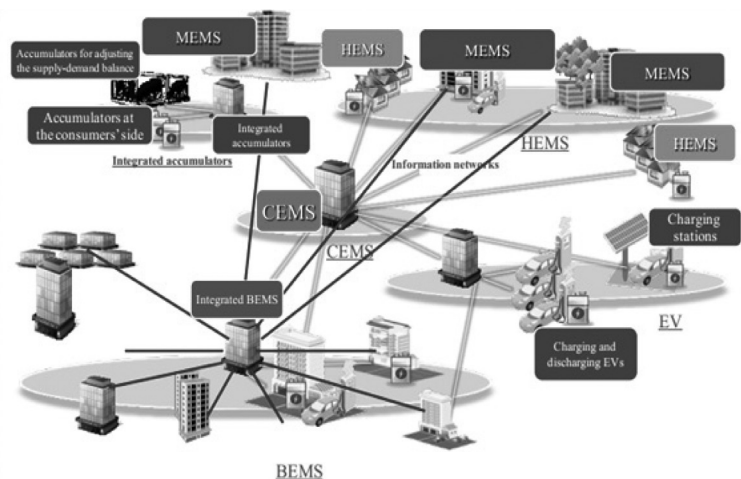 Accumulators for adjusting
the supply-demand balance
MEMS
HEMS
MEMS
MEMS
Accumulators at
the consumers' side
Integrated
accumulators
Integrated accumulators
HEMS
HEMS
Information networks
CEMS
CEMS
Charging
stations
Integrated BEMS
EV
Charging and
discharging EVs
BEMS